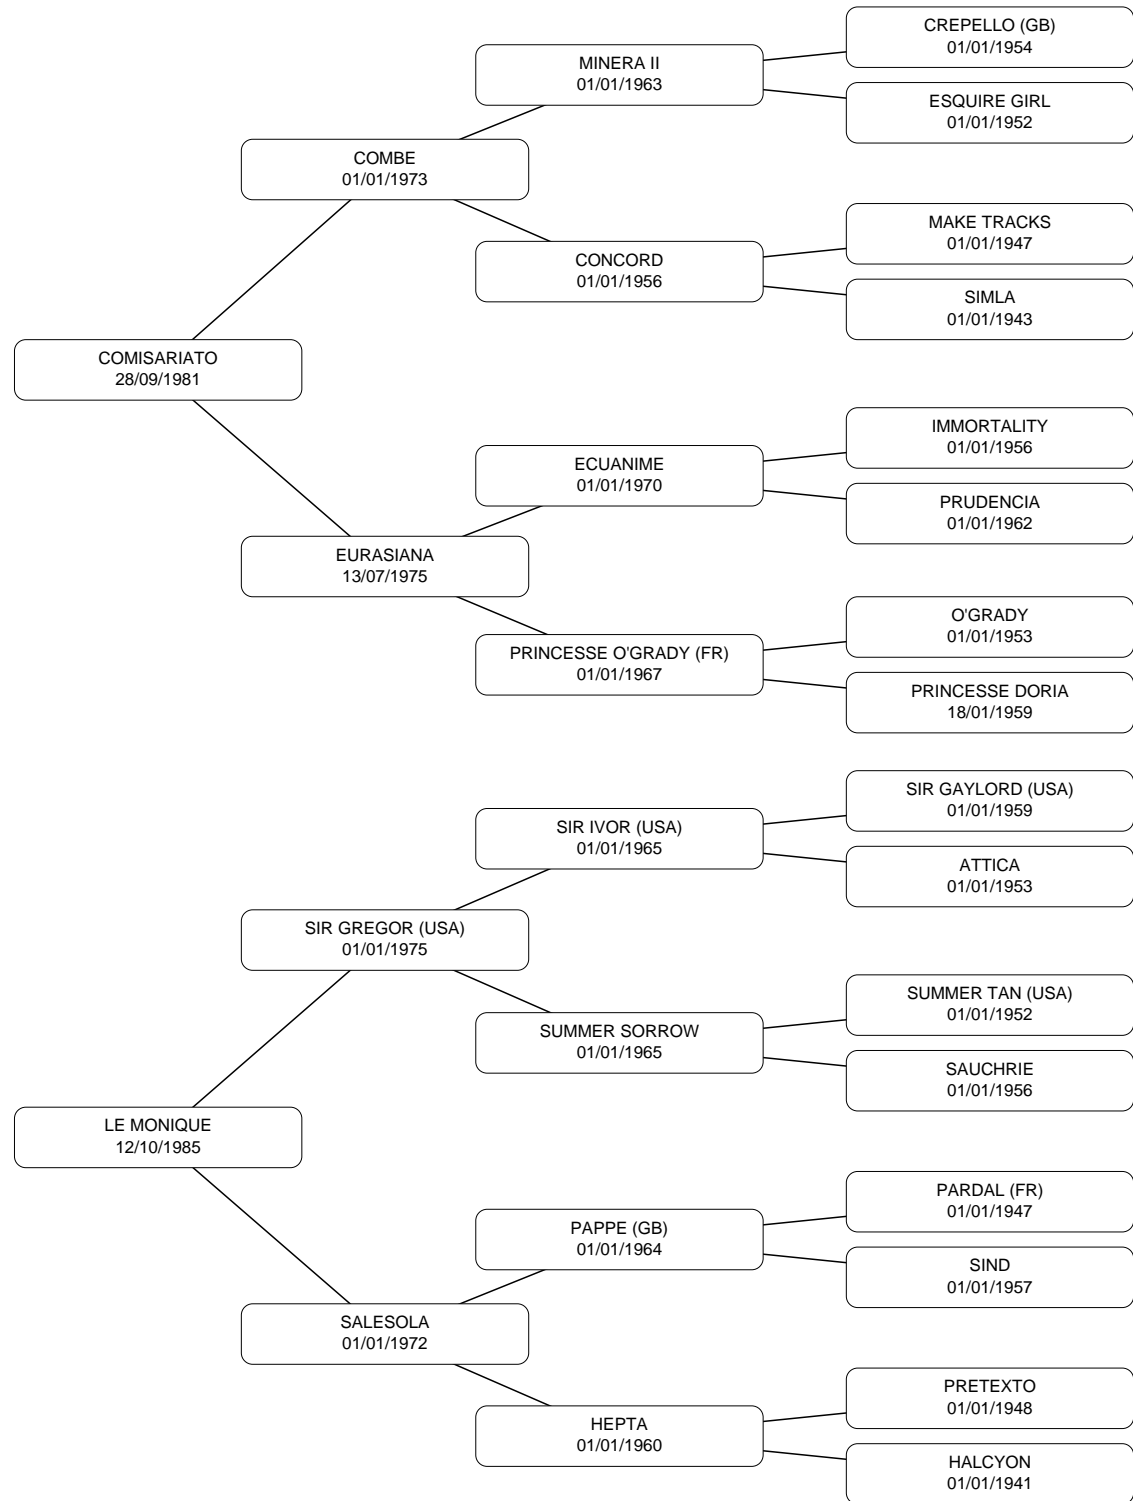 CREPELLO (GB)
01/01/1954
MINERA II
01/01/1963
ESQUIRE GIRL
01/01/1952
COMBE
01/01/1973
MAKE TRACKS
01/01/1947
CONCORD
01/01/1956
SIMLA
01/01/1943
COMISARIATO
28/09/1981
IMMORTALITY
01/01/1956
ECUANIME
01/01/1970
PRUDENCIA
01/01/1962
EURASIANA
13/07/1975
O'GRADY
01/01/1953
PRINCESSE O'GRADY (FR)
01/01/1967
PRINCESSE DORIA
18/01/1959
SIR GAYLORD (USA)
01/01/1959
SIR IVOR (USA)
01/01/1965
ATTICA
01/01/1953
SIR GREGOR (USA)
01/01/1975
SUMMER TAN (USA)
01/01/1952
SUMMER SORROW
01/01/1965
SAUCHRIE
01/01/1956
LE MONIQUE
12/10/1985
PARDAL (FR)
01/01/1947
PAPPE (GB)
01/01/1964
SIND
01/01/1957
SALESOLA
01/01/1972
PRETEXTO
01/01/1948
HEPTA
01/01/1960
HALCYON
01/01/1941